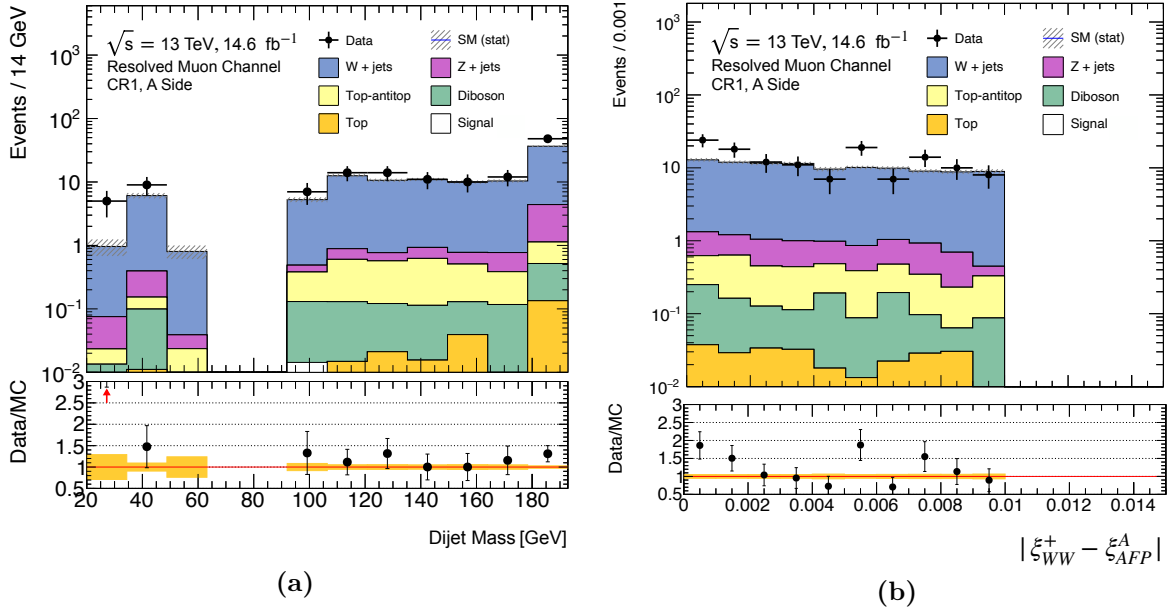 Events / 14 GeV
10³
10²
10
1
10⁻¹
10⁻²
√s = 13 TeV, 14.6 fb⁻¹
Resolved Muon Channel
CR1, A Side
Data
SM (stat)
W + jets
Z + jets
Top-antitop
Diboson
Top
Signal
Data/MC
3
2.5
2
1.5
1
0.5
20 40 60 80 100 120 140 160 180
Dijet Mass [GeV]
(a)
Events / 0.001
10³
10²
10
1
10⁻¹
10⁻²
√s = 13 TeV, 14.6 fb⁻¹
Resolved Muon Channel
CR1, A Side
Data
SM (stat)
W + jets
Z + jets
Top-antitop
Diboson
Top
Signal
Data/MC
3
2.5
2
1.5
1
0.5
0 0.002 0.004 0.006 0.008 0.01 0.012 0.014
| ξ⁺_WW − ξ^A_AFP |
(b)